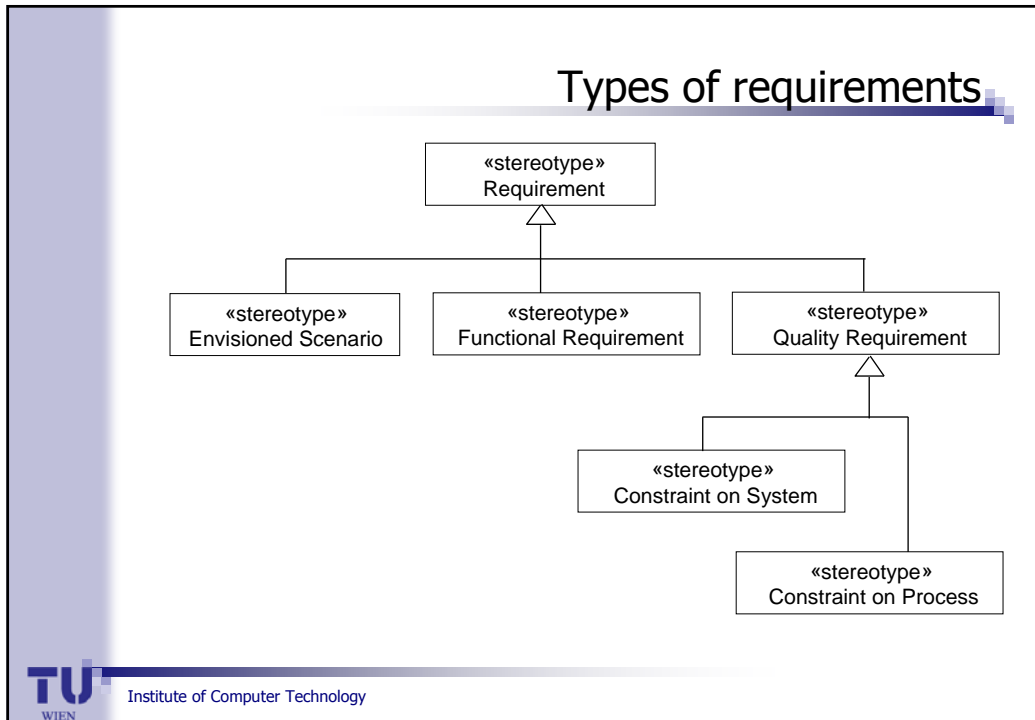 Types of requirements
«stereotype»
Requirement
«stereotype»
Envisioned Scenario
«stereotype»
Functional Requirement
«stereotype»
Quality Requirement
«stereotype»
Constraint on System
«stereotype»
Constraint on Process
TU
WIEN
Institute of Computer Technology